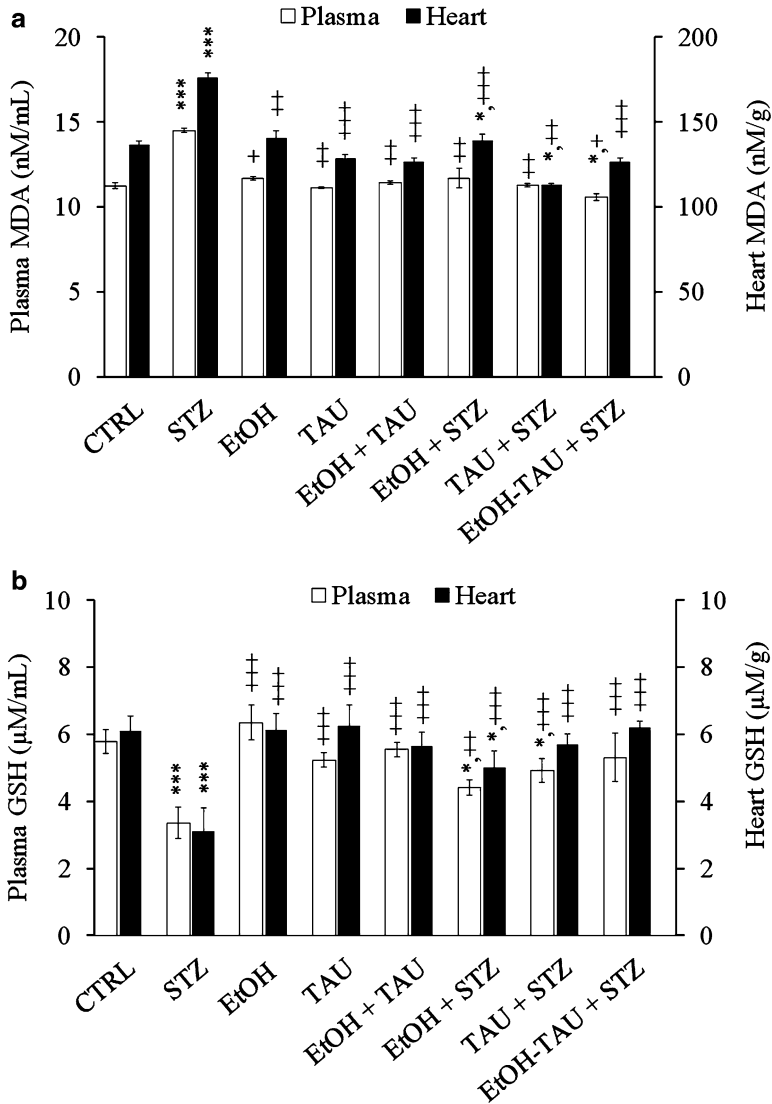 a
Plasma Heart
Plasma MDA (nM/mL)
20
15
10
5
0
***
***
+
‡
‡
‡
‡
‡
‡
*,
‡
*,
‡
*,
+
*,
‡
Heart MDA (nM/g)
200
150
100
50
0
CTRL
STZ
EtOH
TAU
EtOH + TAU
EtOH + STZ
TAU + STZ
EtOH-TAU + STZ
b
Plasma Heart
Plasma GSH (µM/mL)
10
8
6
4
2
0
***
***
Heart GSH (µM/g)
10
8
6
4
2
0
CTRL
STZ
EtOH
TAU
EtOH + TAU
EtOH + STZ
TAU + STZ
EtOH-TAU + STZ